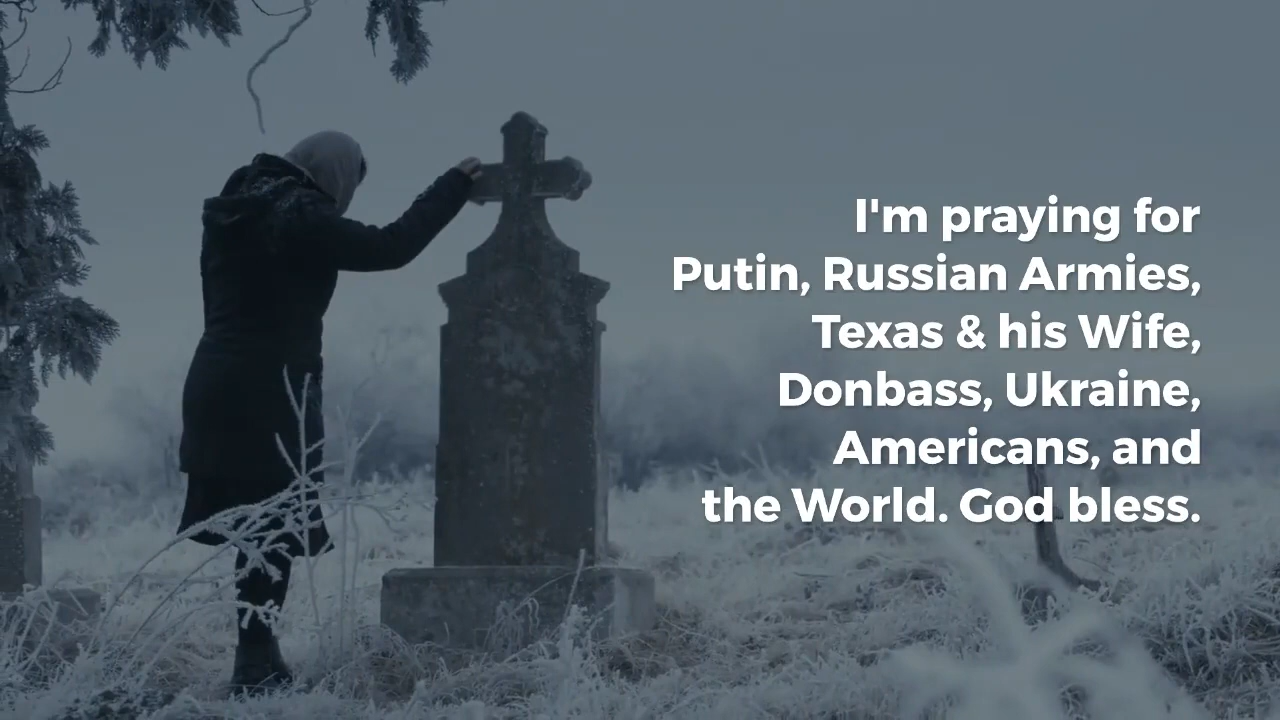 I'm praying for
Putin, Russian Armies,
Texas & his Wife,
Donbass, Ukraine,
Americans, and
the World. God bless.